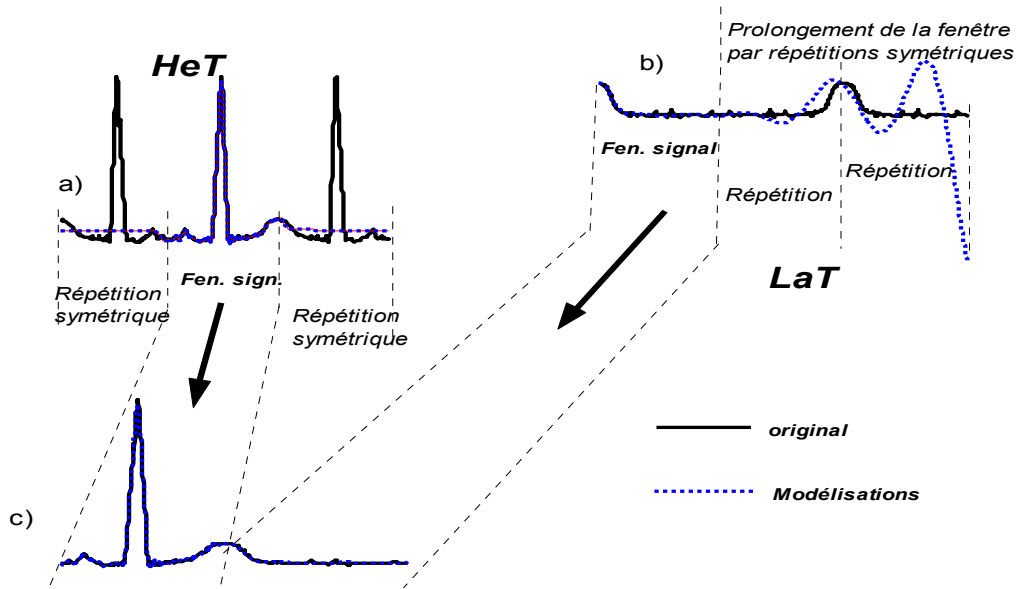 HeT
a)
Fen. sign.
Répétition
symétrique
Répétition
symétrique
Prolongement de la fenêtre
par répétitions symétriques
b)
Fen. signal
Répétition
Répétition
LaT
original
Modélisations
c)